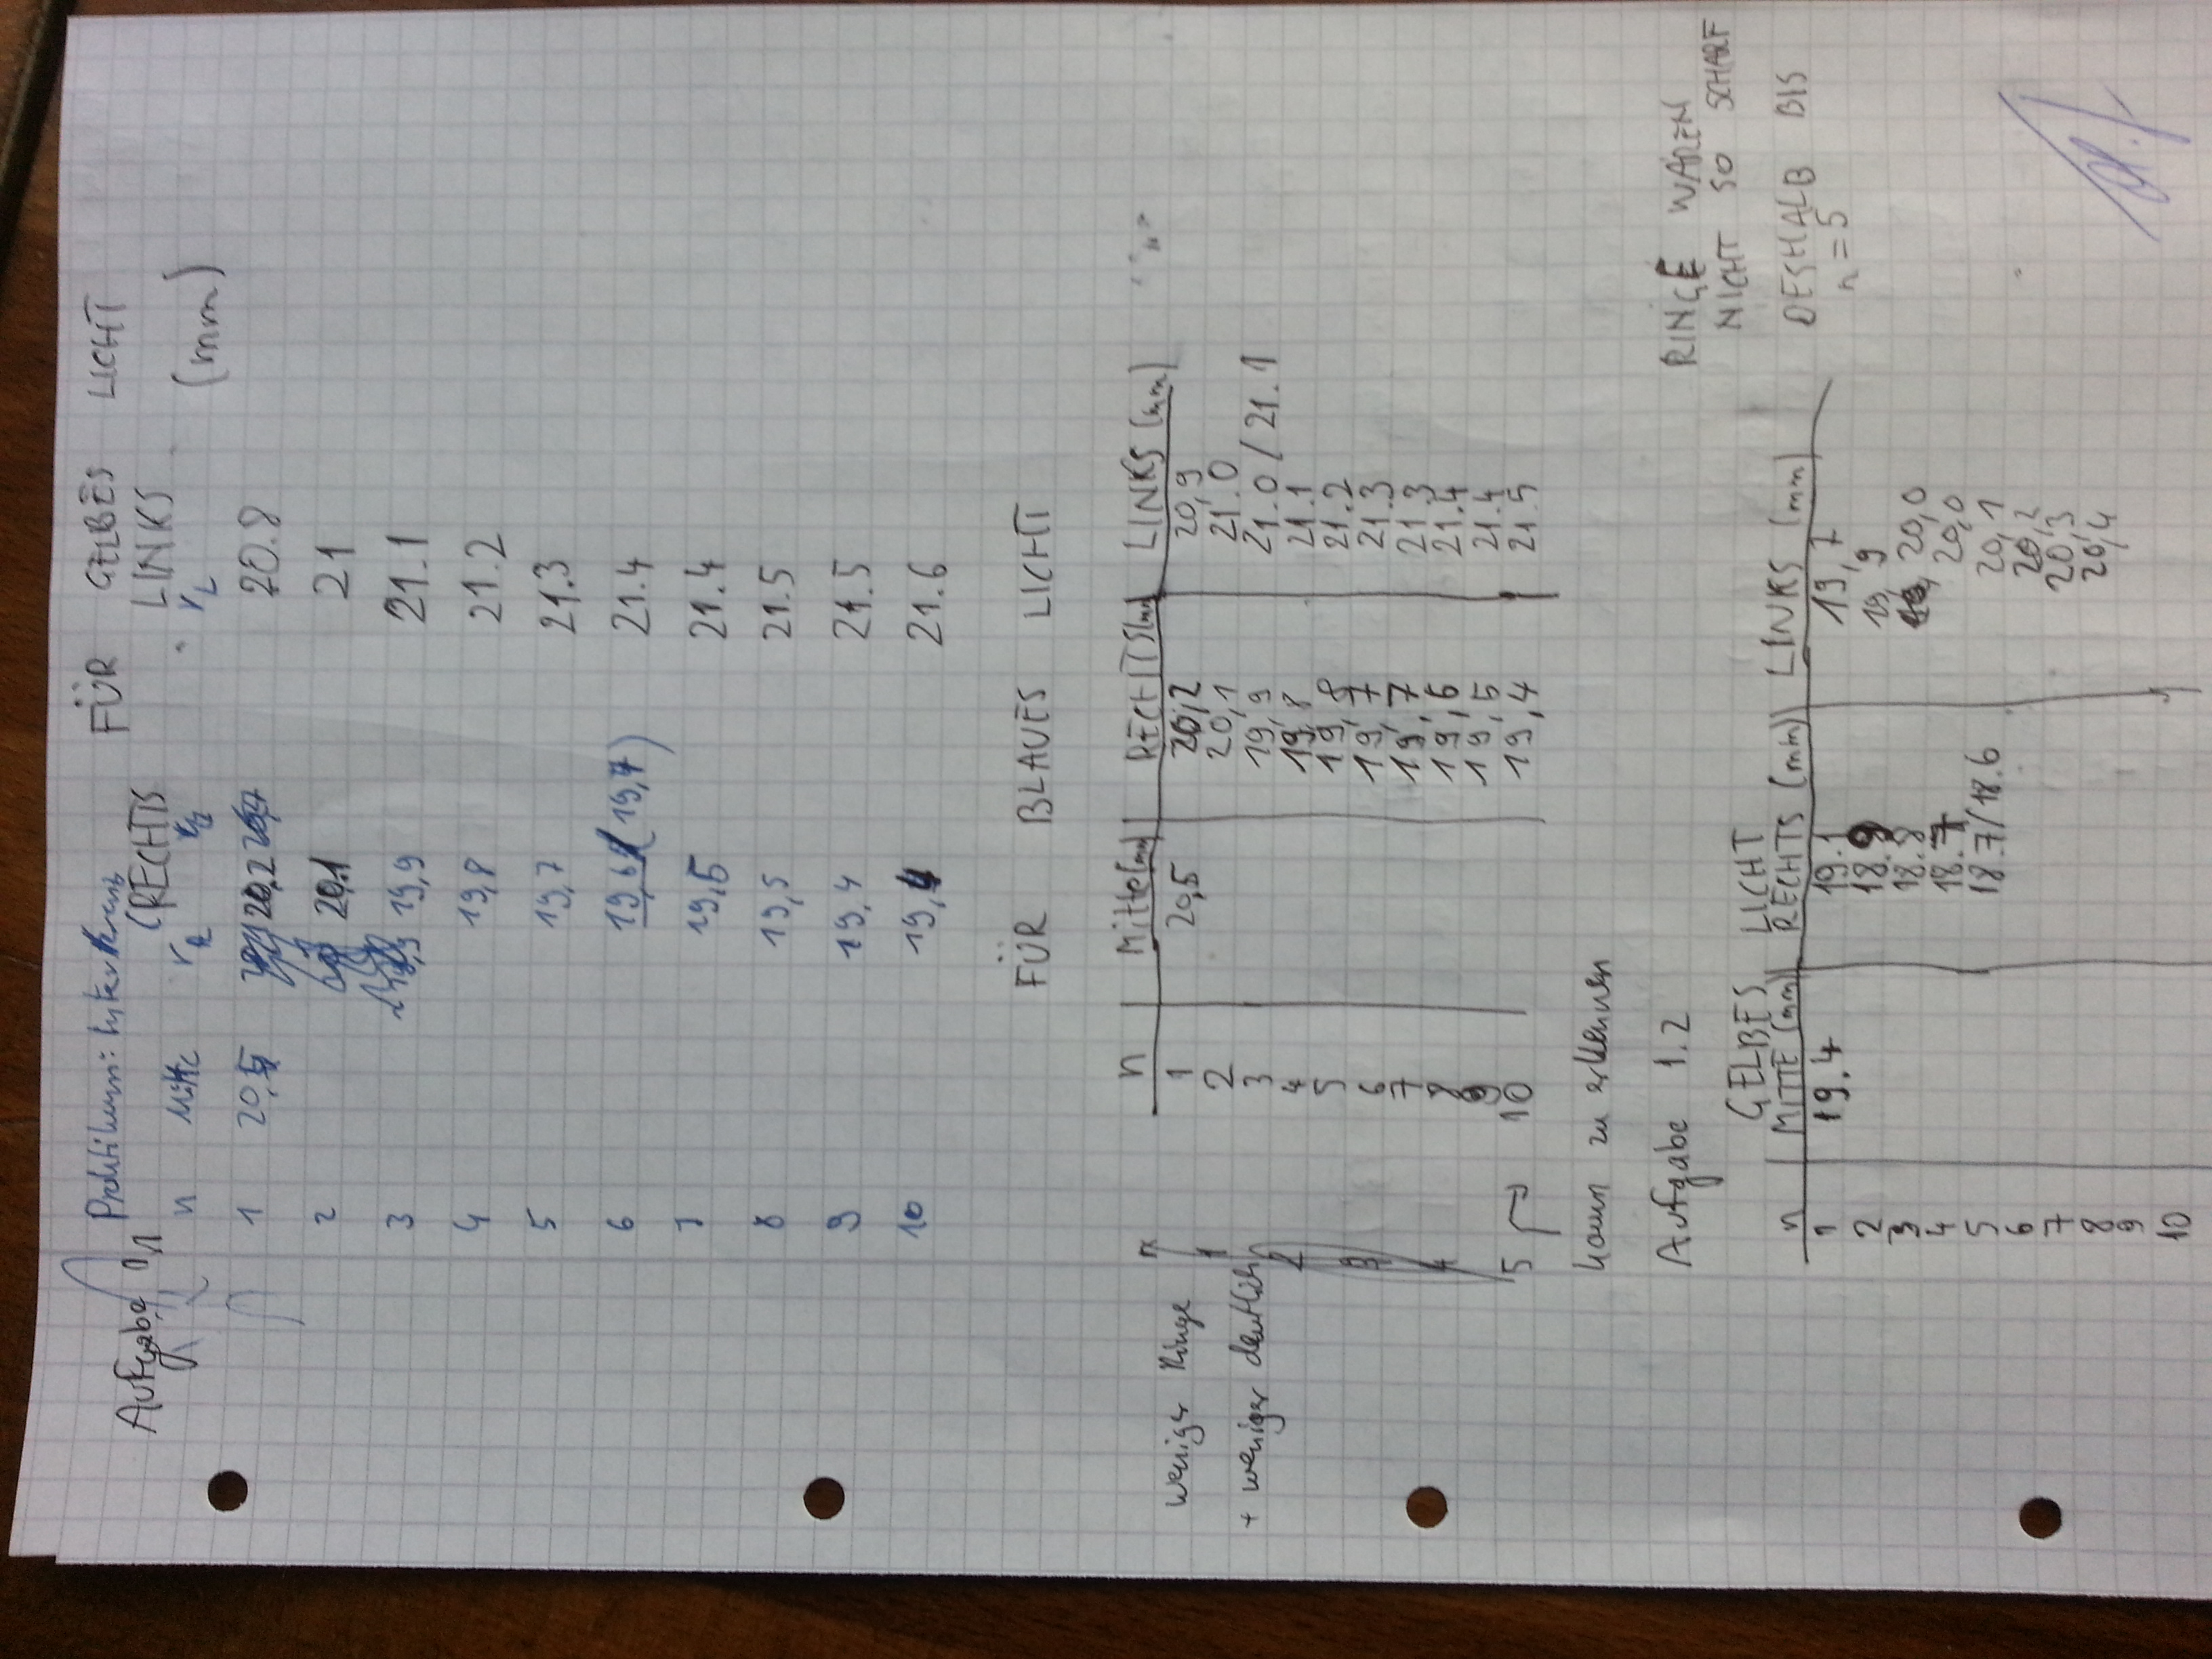 Aufgabe 1
Praktikum: FÜR GELBES LICHT
n Mitte r_R (RECHTS LINKS r_L (mm)
1 20,5 20,2 20.8
2 20,1 21
3 19,9 21.1
4 19,8 21.2
5 19,7 21.3
6 19,6 (19,7) 21.4
7 19,5 21.4
8 19,5 21.5
9 19,4 21.5
10 19,4 21.6
FÜR BLAUES LICHT
n Mitte(mm) RECHTS(mm) LINKS (mm)
1 20,5 20,2 20,9
2 20,1 21.0
3 19,9 21.0/21.1
4 19,8 21.1
5 19,8 21.2
6 19,7 21.3
7 19,7 21.3
8 19,6 21.4
9 19,5 21.4
10 19,4 21.5
weniger Ringe
+ weniger deutlich
n
1
2
3
4
5
kaum zu erkennen
Aufgabe 1.2
GELBES LICHT
n MITTE (mm) RECHTS (mm) LINKS (mm)
1 19.4 19.1 19,7
2 18.9 19,9
3 18.8 20,0
4 18.7 20,0
5 18.7/18.6 20,1
6 20,2
7 20,3
8 20,4
9
10
RINGE WAREN
NICHT SO SCHARF
DESHALB BIS
n = 5